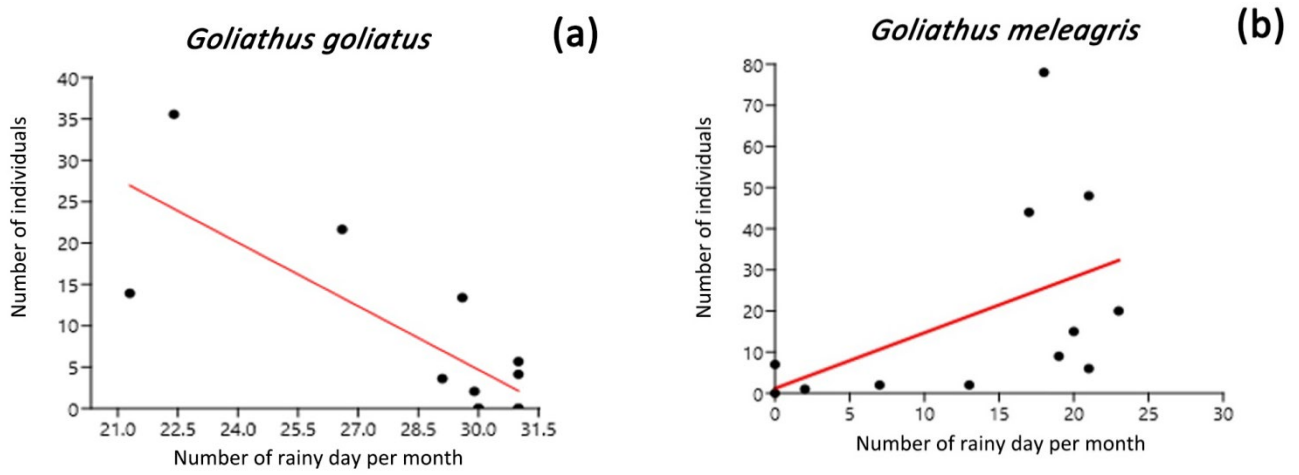 Goliathus goliatus
(a)
Number of individuals
40
35
30
25
20
15
10
5
0
21.0 22.5 24.0 25.5 27.0 28.5 30.0 31.5
Number of rainy day per month
Goliathus meleagris
(b)
Number of individuals
80
70
60
50
40
30
20
10
0
0 5 10 15 20 25 30
Number of rainy day per month